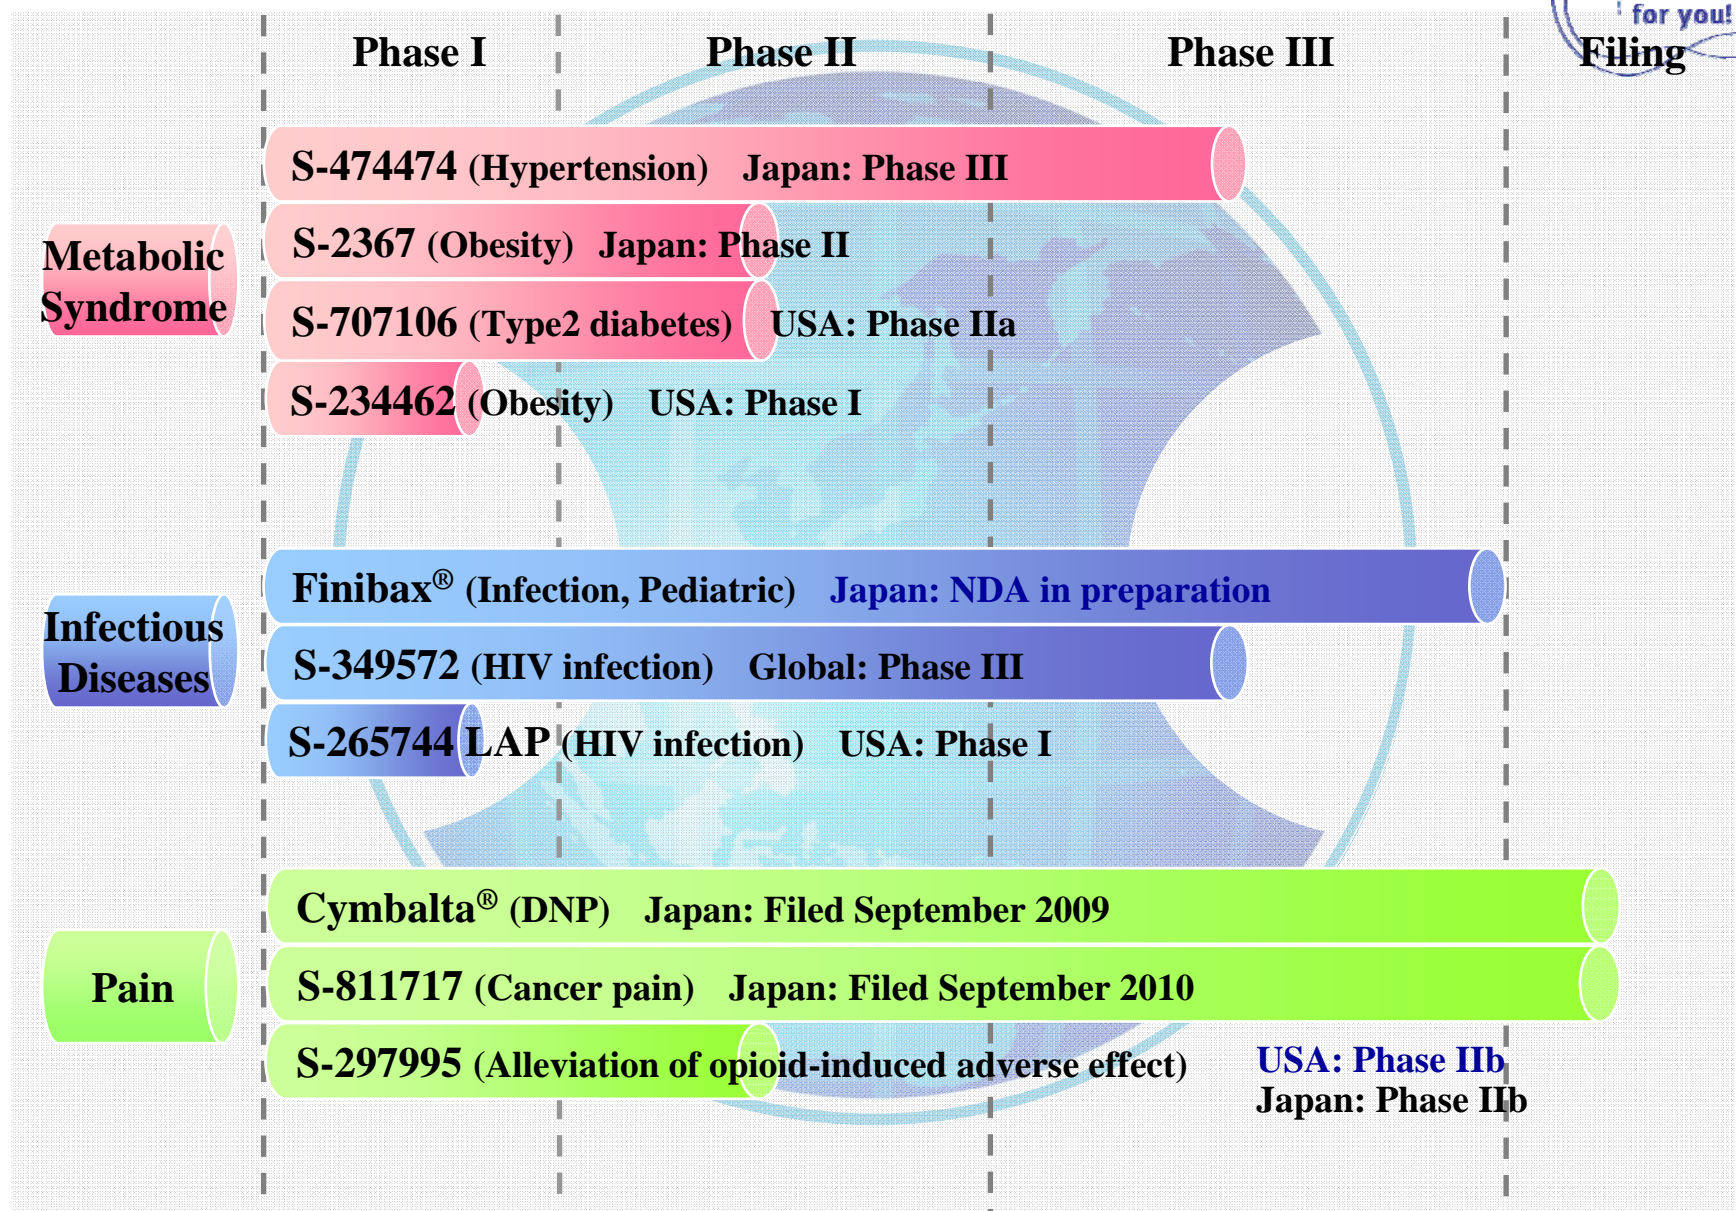 for you!
Phase I Phase II Phase III Filing
S-474474 (Hypertension) Japan: Phase III
Metabolic
Syndrome
S-2367 (Obesity) Japan: Phase II
S-707106 (Type2 diabetes) USA: Phase IIa
S-234462 (Obesity) USA: Phase I
Infectious
Diseases
Finibax® (Infection, Pediatric) Japan: NDA in preparation
S-349572 (HIV infection) Global: Phase III
S-265744 LAP (HIV infection) USA: Phase I
Pain
Cymbalta® (DNP) Japan: Filed September 2009
S-811717 (Cancer pain) Japan: Filed September 2010
S-297995 (Alleviation of opioid-induced adverse effect) USA: Phase IIb
Japan: Phase IIb